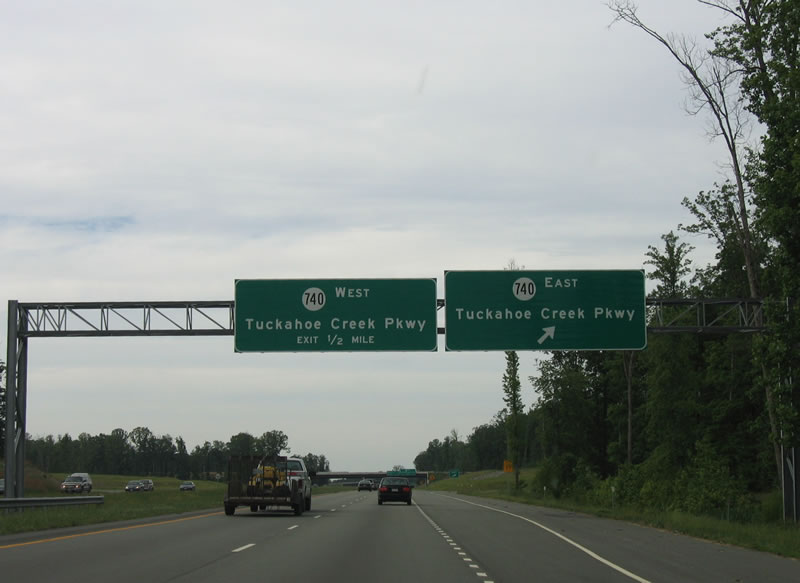 740 WEST
Tuckahoe Creek Pkwy
EXIT 1/2 MILE
740 EAST
Tuckahoe Creek Pkwy